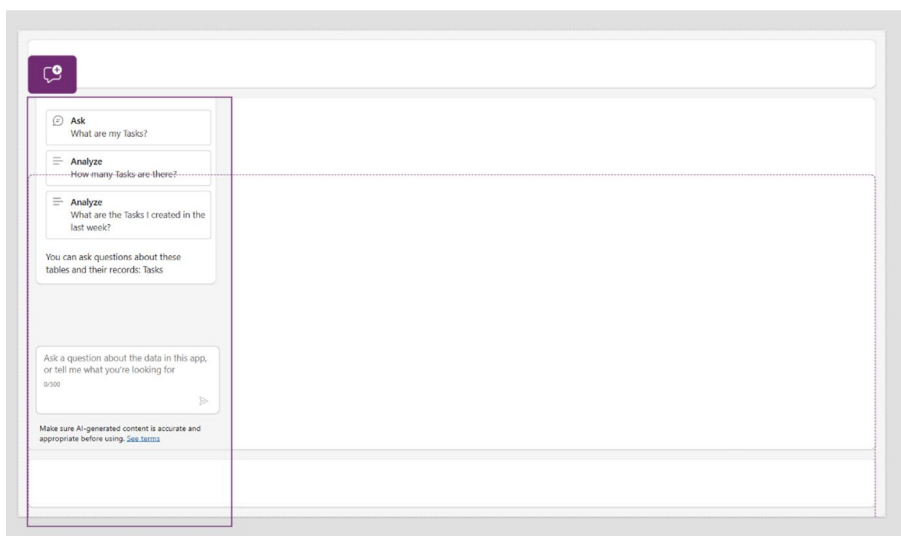 Ask
What are my Tasks?
Analyze
How many Tasks are there?
Analyze
What are the Tasks I created in the
last week?
You can ask questions about these
tables and their records: Tasks
Ask a question about the data in this app,
or tell me what you're looking for
0/500
Make sure AI-generated content is accurate and
appropriate before using. See terms